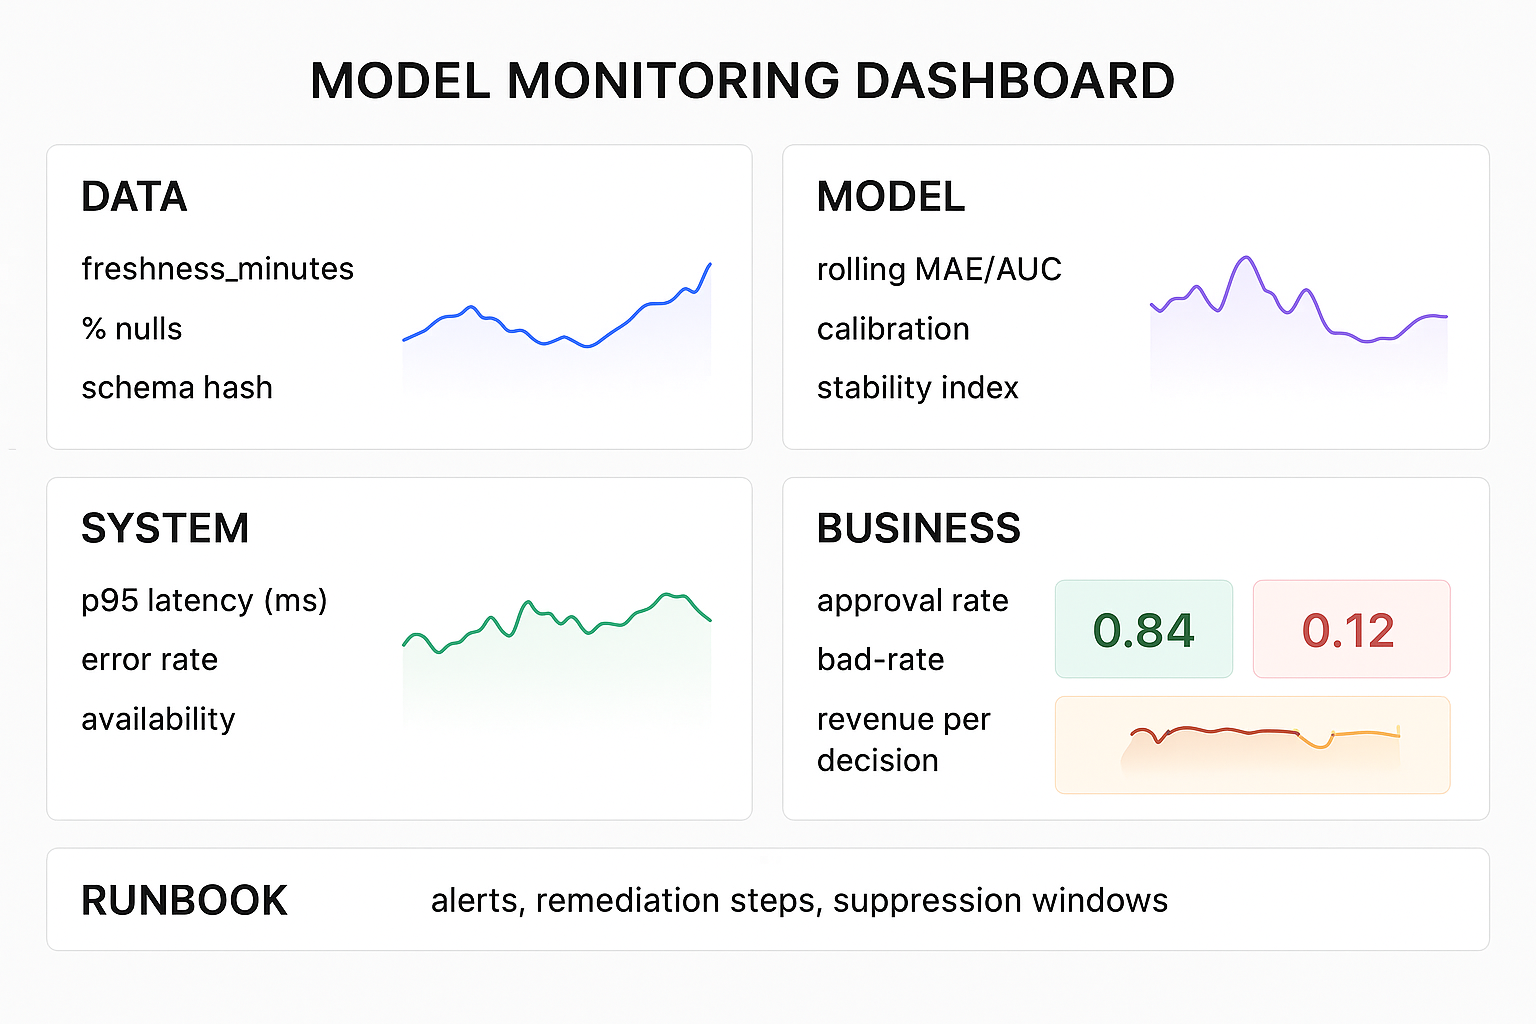 MODEL MONITORING DASHBOARD
DATA
freshness_minutes
% nulls
schema hash
MODEL
rolling MAE/AUC
calibration
stability index
SYSTEM
p95 latency (ms)
error rate
availability
BUSINESS
approval rate
bad-rate
revenue per
decision
0.84
0.12
RUNBOOK
alerts, remediation steps, suppression windows